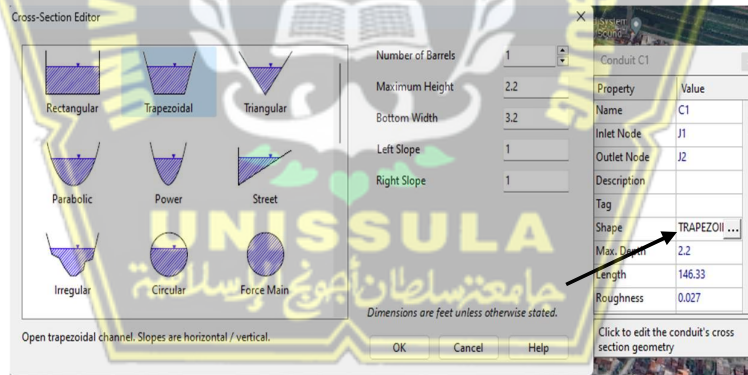 Cross-Section Editor
Rectangular Trapezoidal Triangular
Parabolic Power Street
Irregular Circular Force Main
Number of Barrels 1
Maximum Height 2.2
Bottom Width 3.2
Left Slope 1
Right Slope 1
Dimensions are feet unless otherwise stated.
Open trapezoidal channel. Slopes are horizontal / vertical.
OK Cancel Help
Conduit C1
Property Value
Name C1
Inlet Node J1
Outlet Node J2
Description
Tag
Shape TRAPEZOII ...
Max. Depth 2.2
Length 146.33
Roughness 0.027
Click to edit the conduit's cross
section geometry
UNISSULA